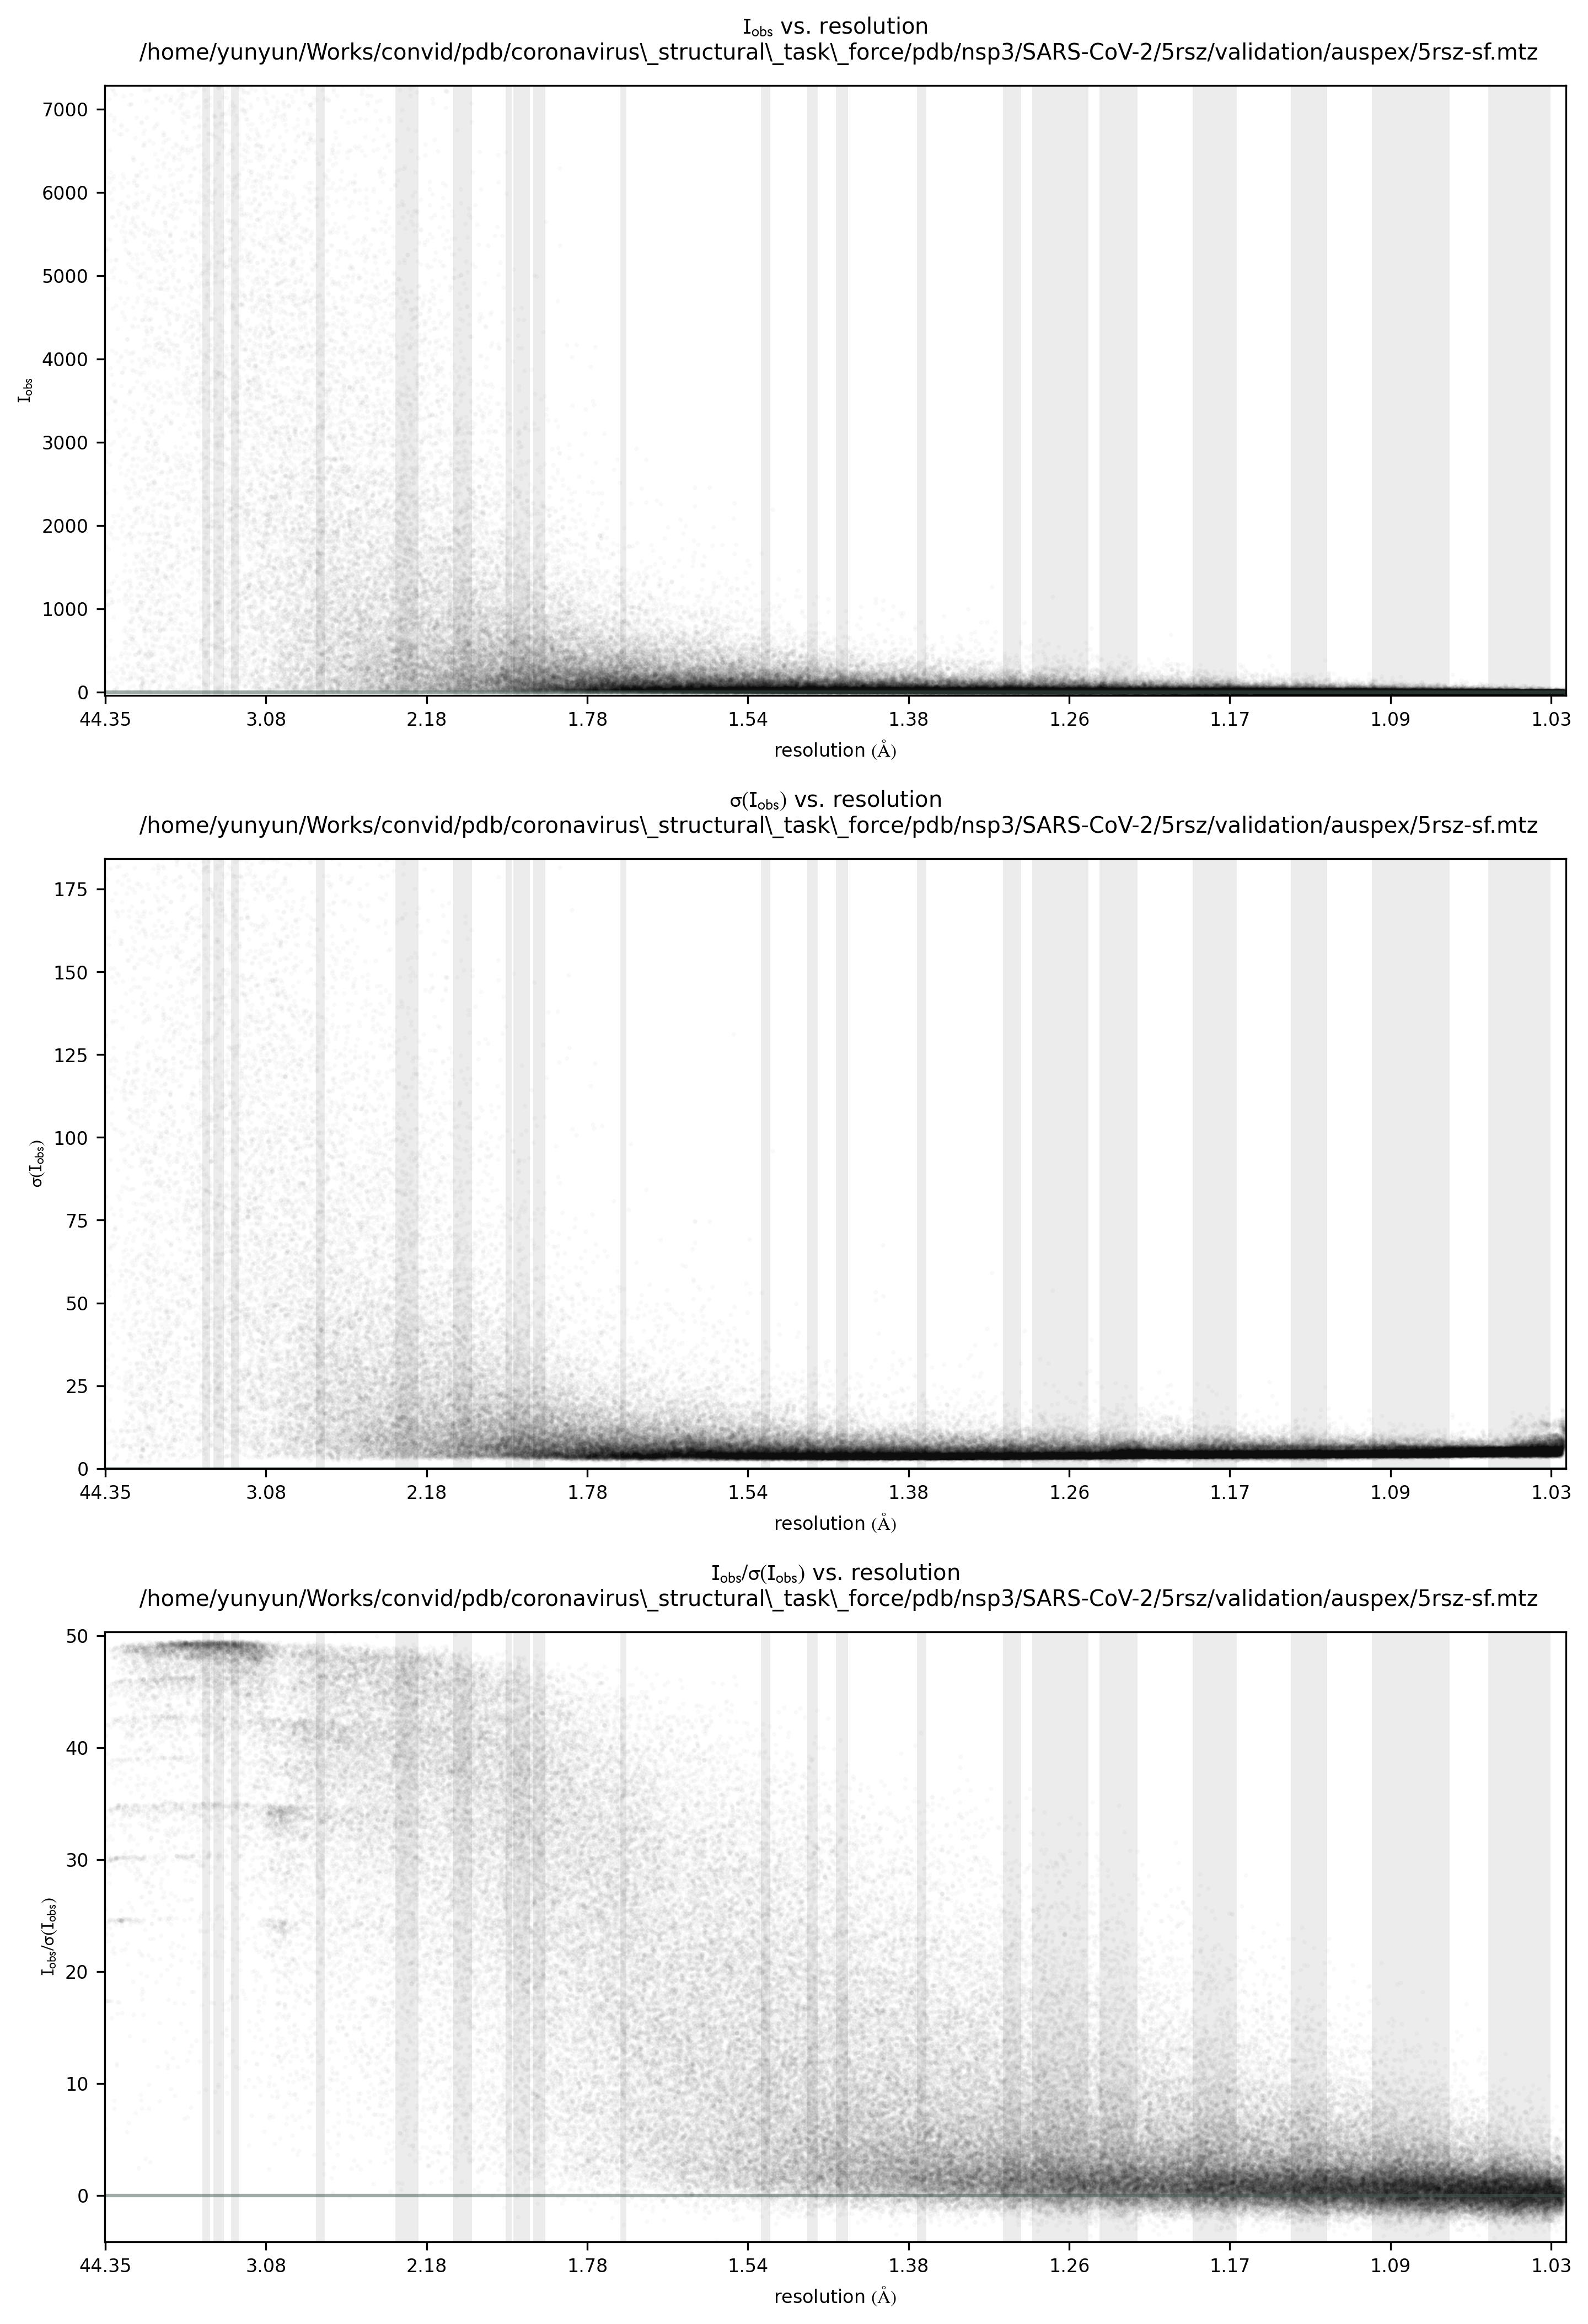 Iobs vs. resolution
/home/yunyun/Works/convid/pdb/coronavirus\_structural\_task\_force/pdb/nsp3/SARS-CoV-2/5rsz/validation/auspex/5rsz-sf.mtz
7000
6000
5000
4000
3000
2000
1000
0
Iobs
44.35 3.08 2.18 1.78 1.54 1.38 1.26 1.17 1.09 1.03
resolution (Å)
σ(Iobs) vs. resolution
/home/yunyun/Works/convid/pdb/coronavirus\_structural\_task\_force/pdb/nsp3/SARS-CoV-2/5rsz/validation/auspex/5rsz-sf.mtz
175
150
125
100
75
50
25
0
σ(Iobs)
44.35 3.08 2.18 1.78 1.54 1.38 1.26 1.17 1.09 1.03
resolution (Å)
Iobs/σ(Iobs) vs. resolution
/home/yunyun/Works/convid/pdb/coronavirus\_structural\_task\_force/pdb/nsp3/SARS-CoV-2/5rsz/validation/auspex/5rsz-sf.mtz
50
40
30
20
10
0
Iobs/σ(Iobs)
44.35 3.08 2.18 1.78 1.54 1.38 1.26 1.17 1.09 1.03
resolution (Å)